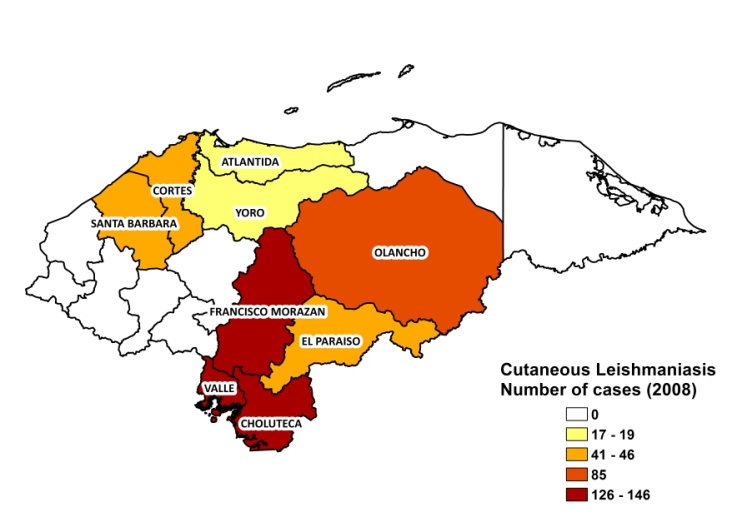 ATLANTIDA
CORTES
YORO
SANTA BARBARA
OLANCHO
FRANCISCO MORAZAN
EL PARAISO
VALLE
CHOLUTECA
Cutaneous Leishmaniasis
Number of cases (2008)
0
17 - 19
41 - 46
85
126 - 146